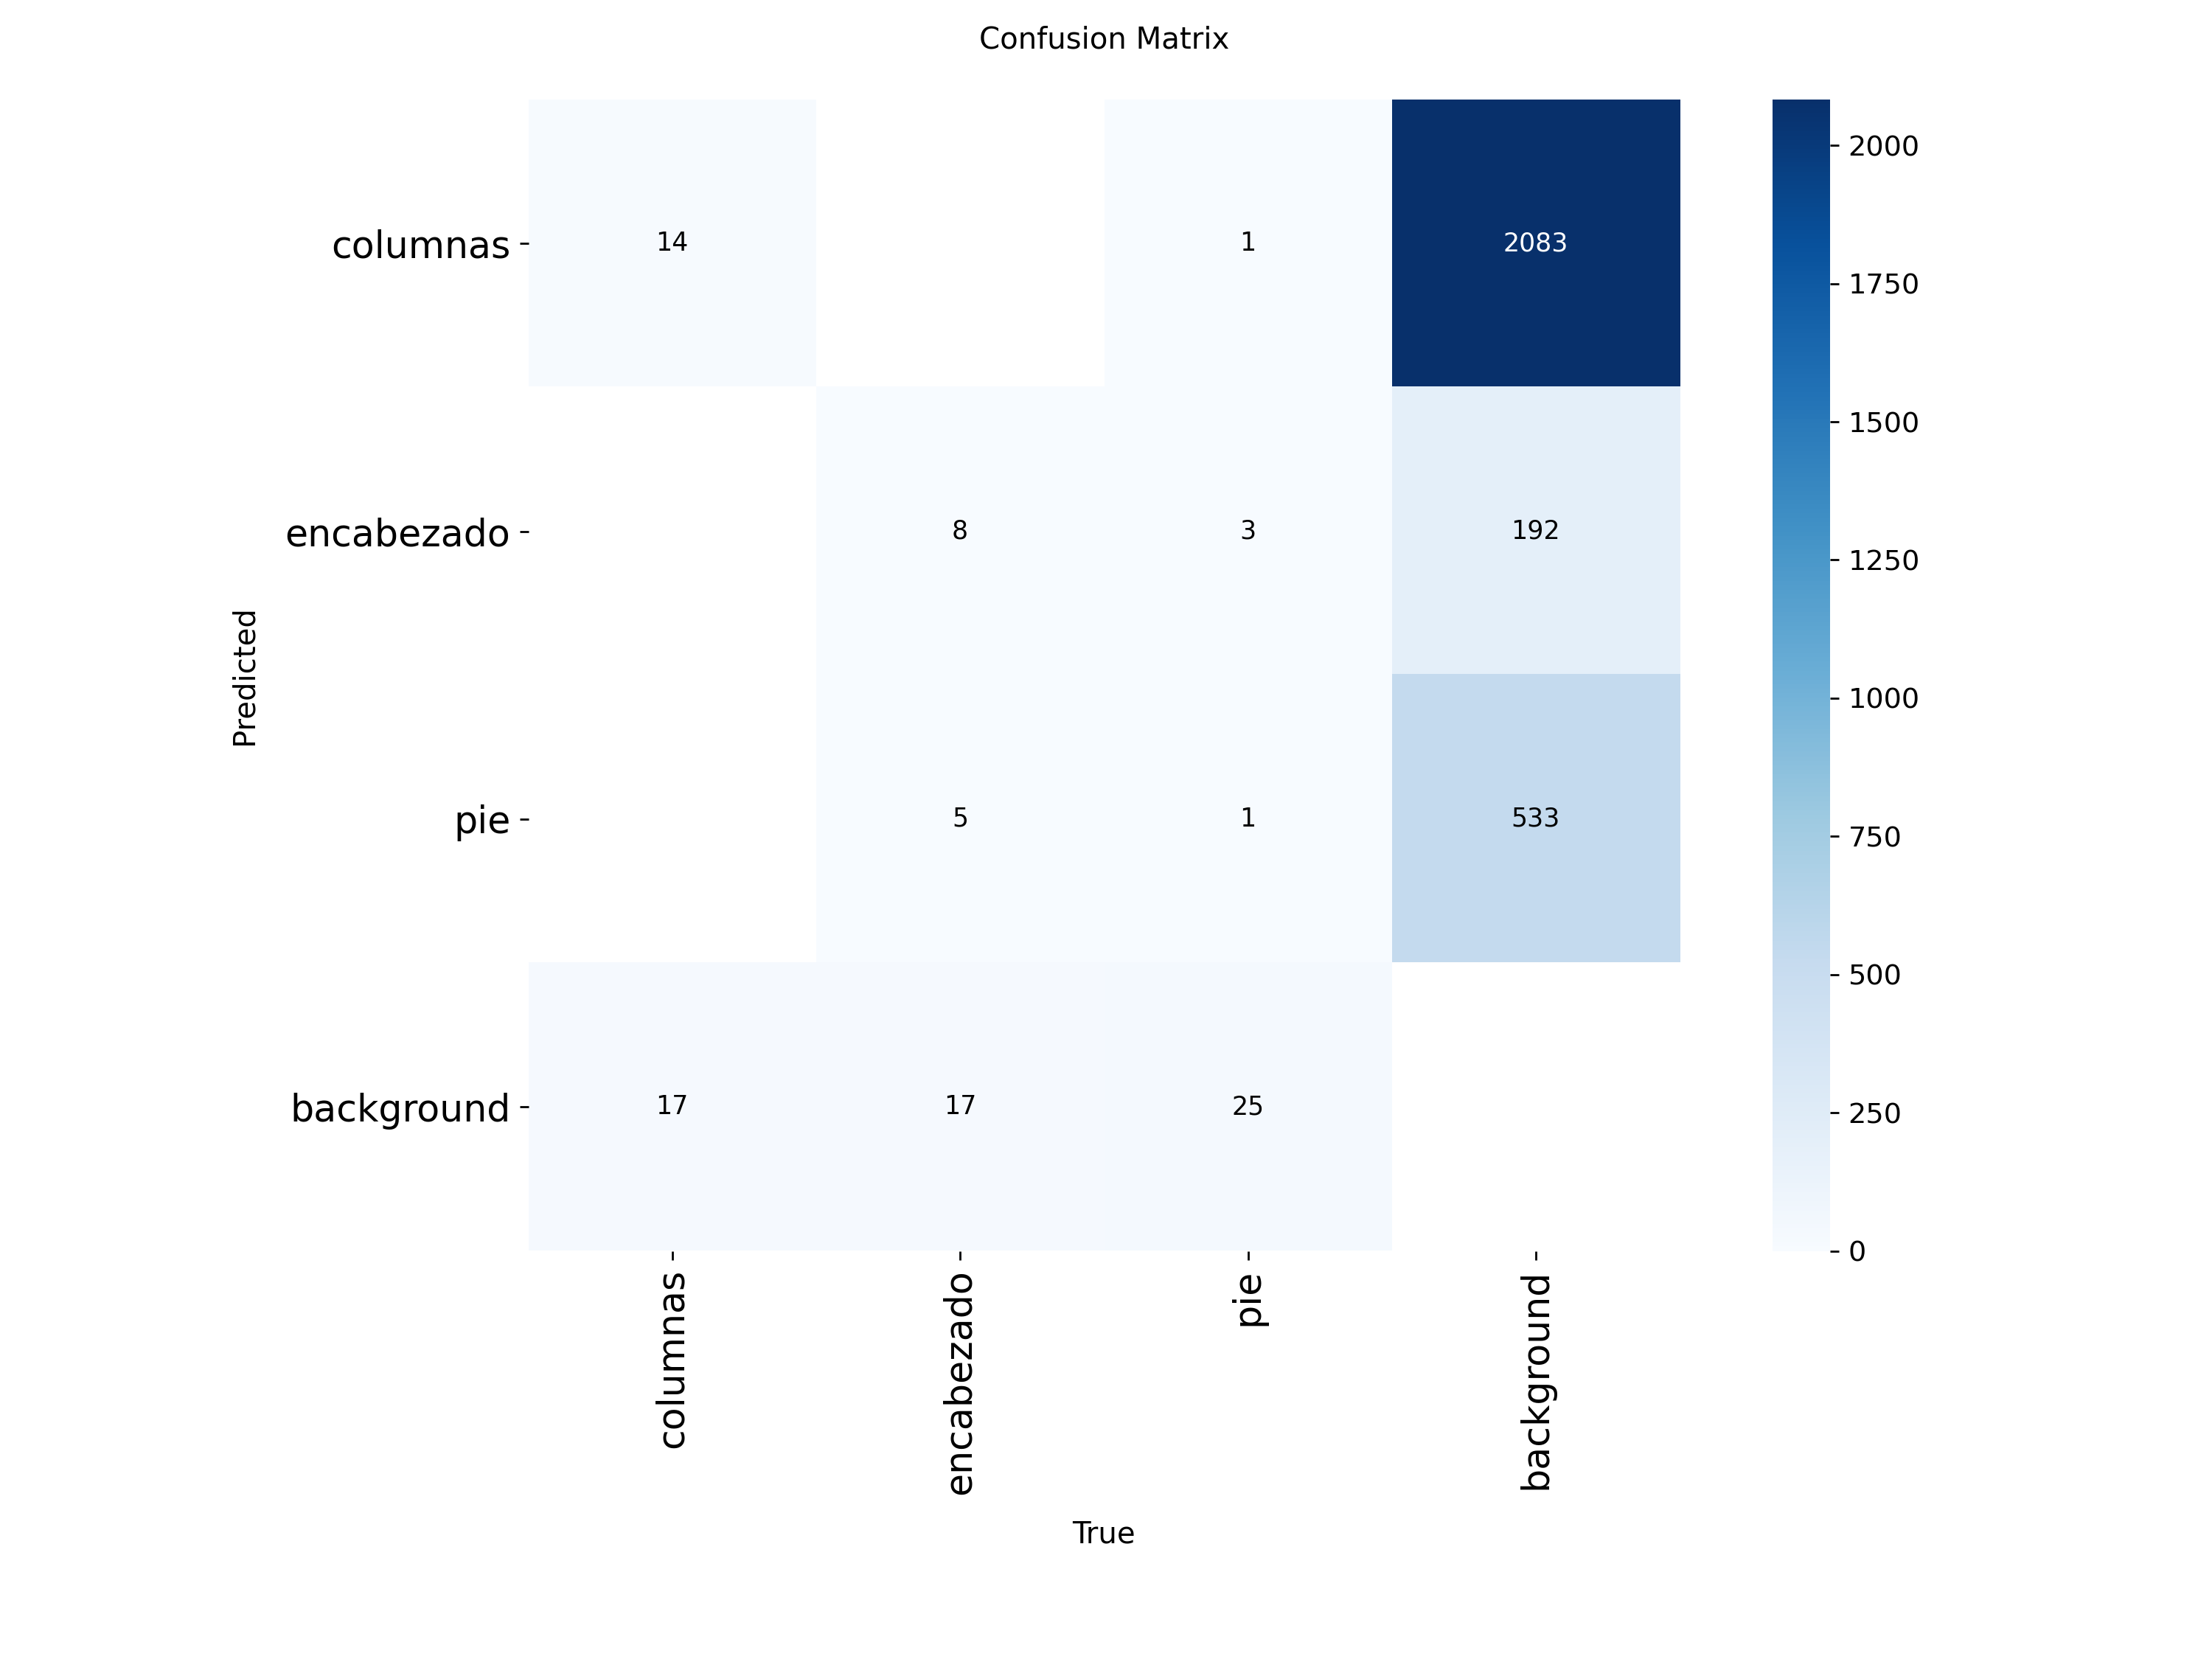 Confusion Matrix
columnas
14
1
2083
encabezado
8
3
192
pie
5
1
533
background
17
17
25
Predicted
columnas
encabezado
pie
background
True
2000
1750
1500
1250
1000
750
500
250
0